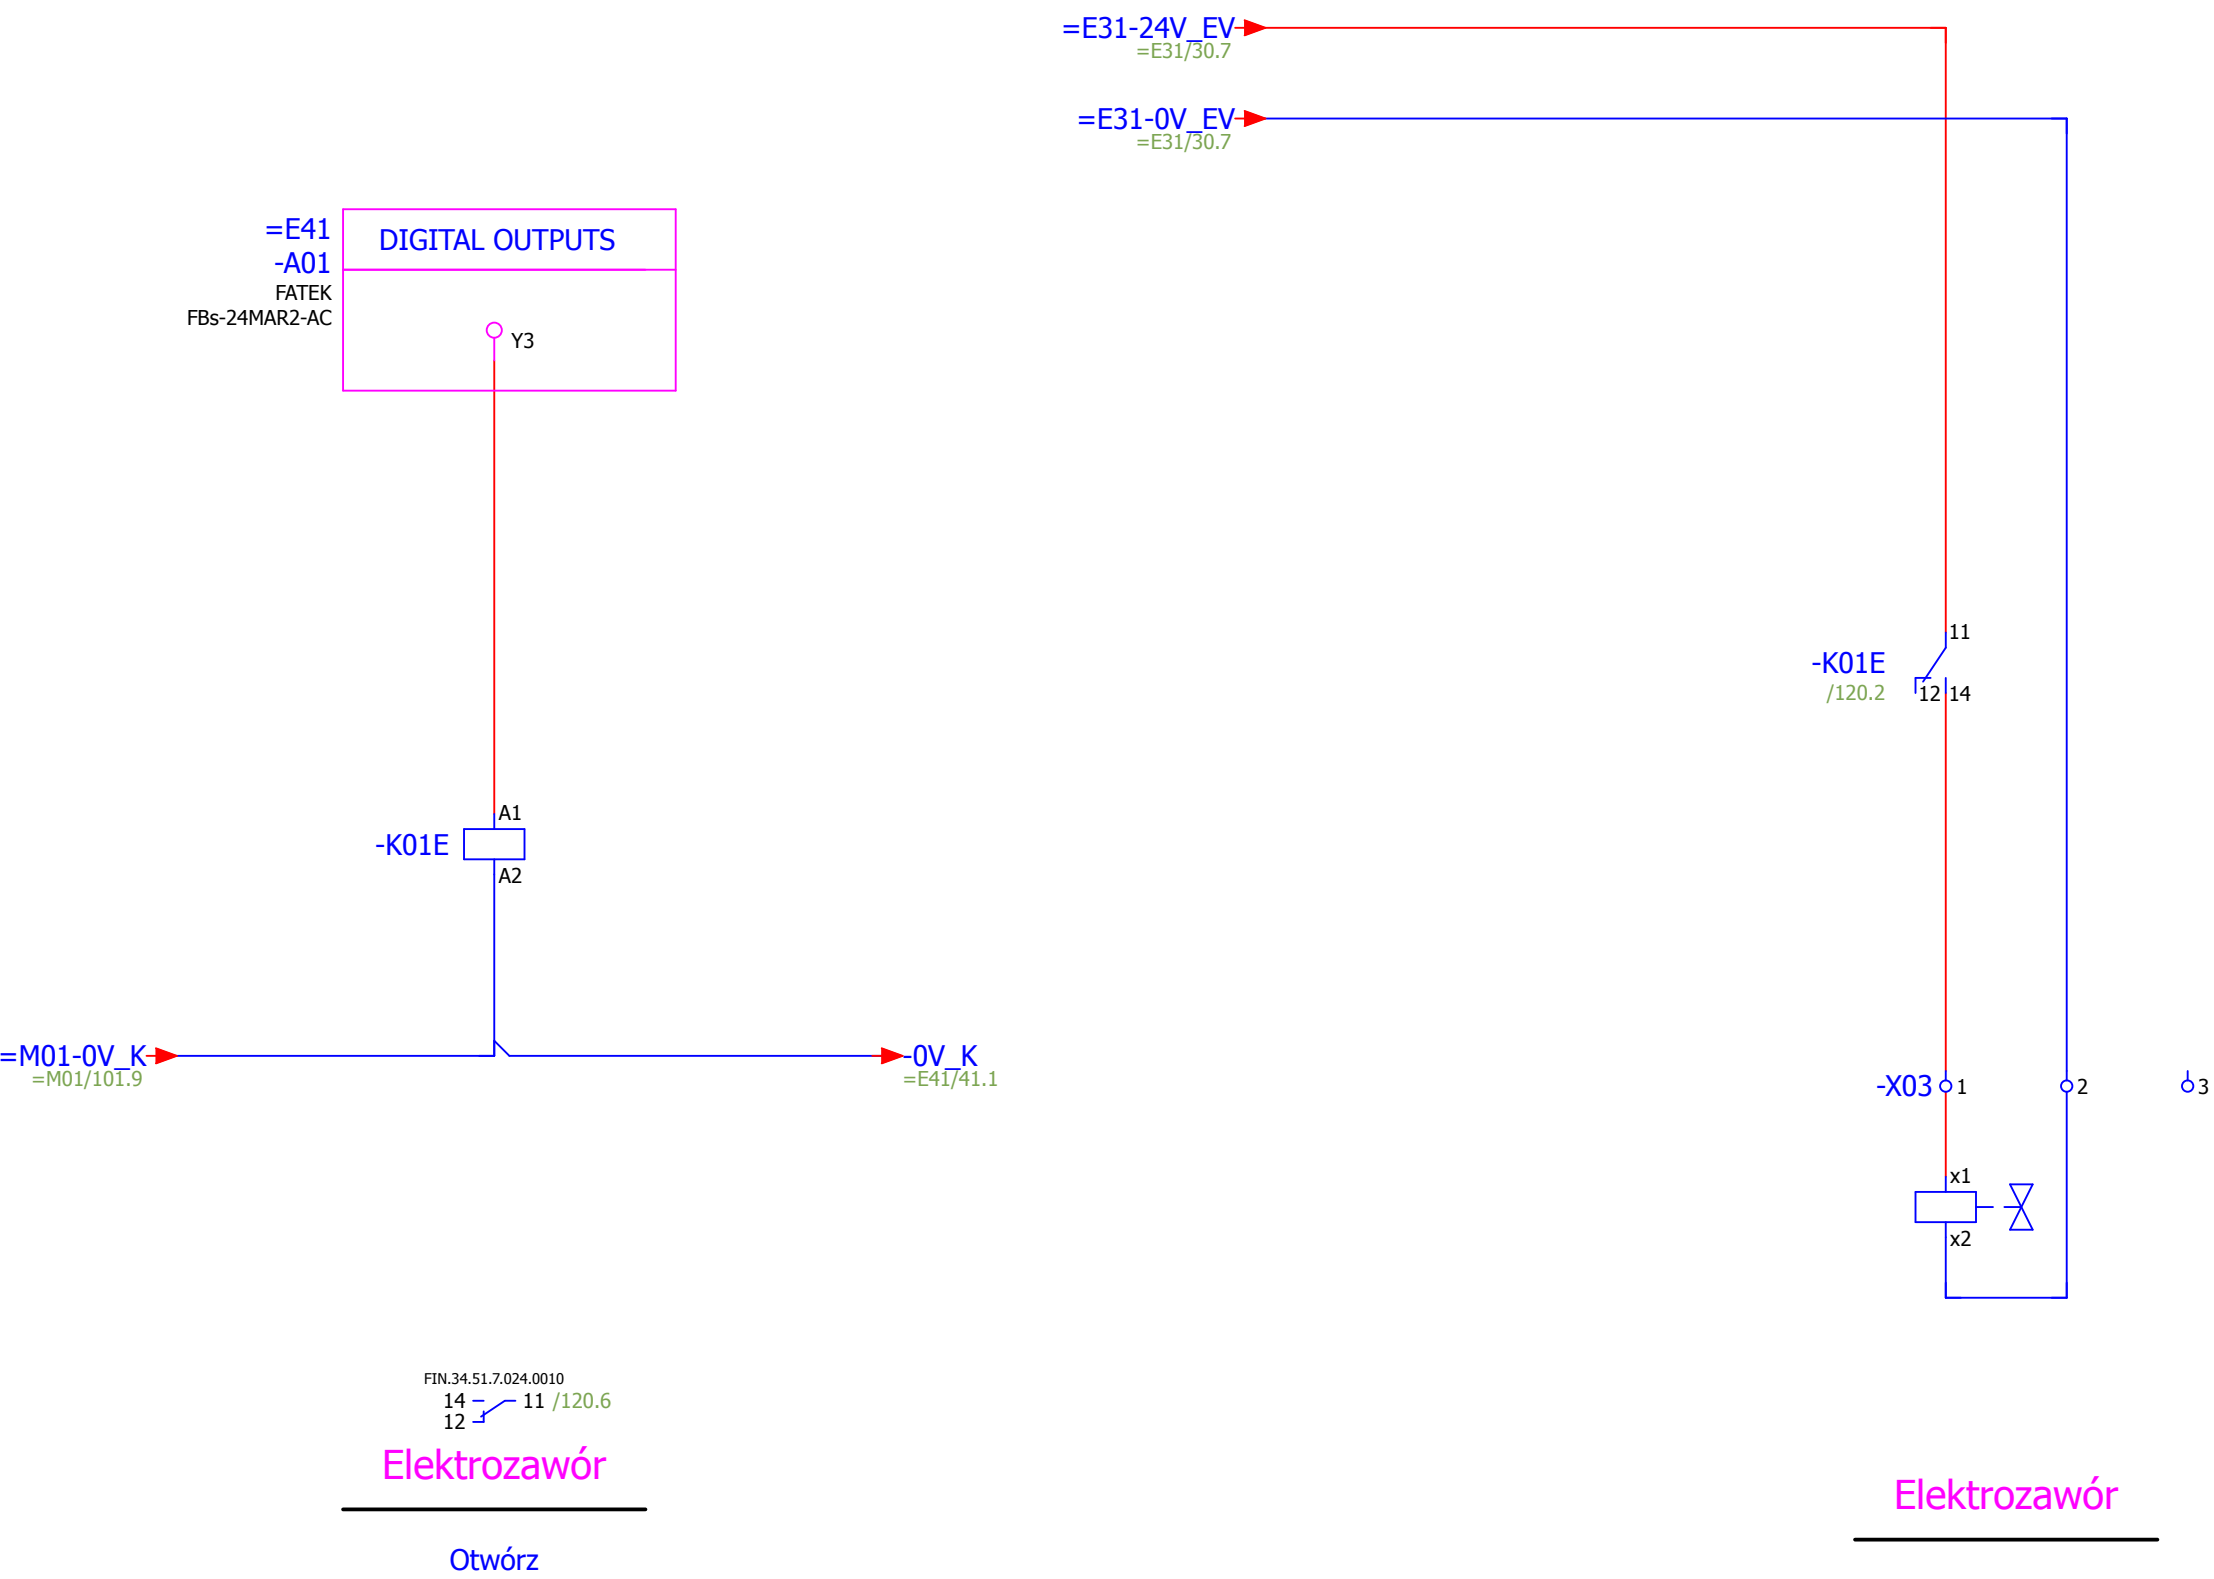 =E31-24V_EV
=E31/30.7
=E31-0V_EV
=E31/30.7
=E41
-A01
FATEK
FBs-24MAR2-AC
DIGITAL OUTPUTS
Y3
11
-K01E
/120.2
12 14
A1
-K01E
A2
=M01-0V_K
=M01/101.9
-0V_K
=E41/41.1
-X03 1 2 3
x1
x2
FIN.34.51.7.024.0010
14 11 /120.6
12
Elektrozawór
Otwórz
Elektrozawór